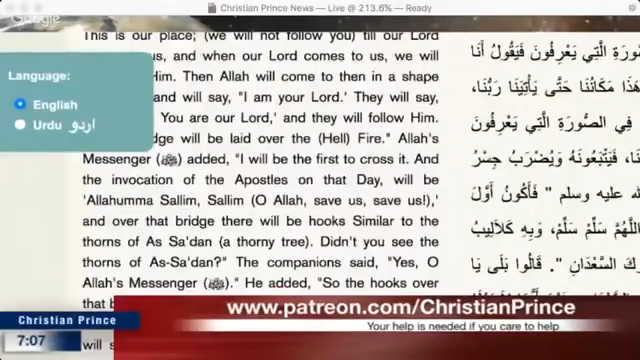 Christian Prince News — Live @ 213.6% — Ready
Google
This is our place; (we will not follow you) till our Lord
us, and when our Lord comes to us, we will
Him. Then Allah will come to then in a shape
and will say, "I am your Lord.' They will say,
You are our Lord,' and they will follow Him.
idge will be laid over the (Hell) Fire." Allah's
Messenger (ﷺ) added, "I will be the first to cross it. And
the invocation of the Apostles on that Day, will be
'Allahumma Sallim, Sallim (O Allah, save us, save us!),'
and over that bridge there will be hooks Similar to the
thorns of As Sa'dan (a thorny tree). Didn't you see the
thorns of As-Sa'dan?" The companions said, "Yes, O
Allah's Messenger (ﷺ)." He added, "So the hooks over
that b
will s
Language:
English
Urdu اردو
الصُّورَةِ الَّتِي يَعْرِفُونَ فَيَقُولُ أَنَا
هَذَا مَكَانُنَا حَتَّى يَأْتِيَنَا رَبُّنَا،
فِي الصُّورَةِ الَّتِي يَعْرِفُونَ
نَا، فَيَتْبَعُونَهُ وَيُضْرَبُ جِسْرُ
له عليه وسلم " فَأَكُونُ أَوَّلَ
اللَّهُمَّ سَلِّمْ سَلِّمْ، وَبِهِ كَلاَلِيبُ
كَ السَّعْدَانِ ". قَالُوا بَلَى يَا
www.patreon.com/ChristianPrince
Your help is needed if you care to help
Christian Prince
7:07